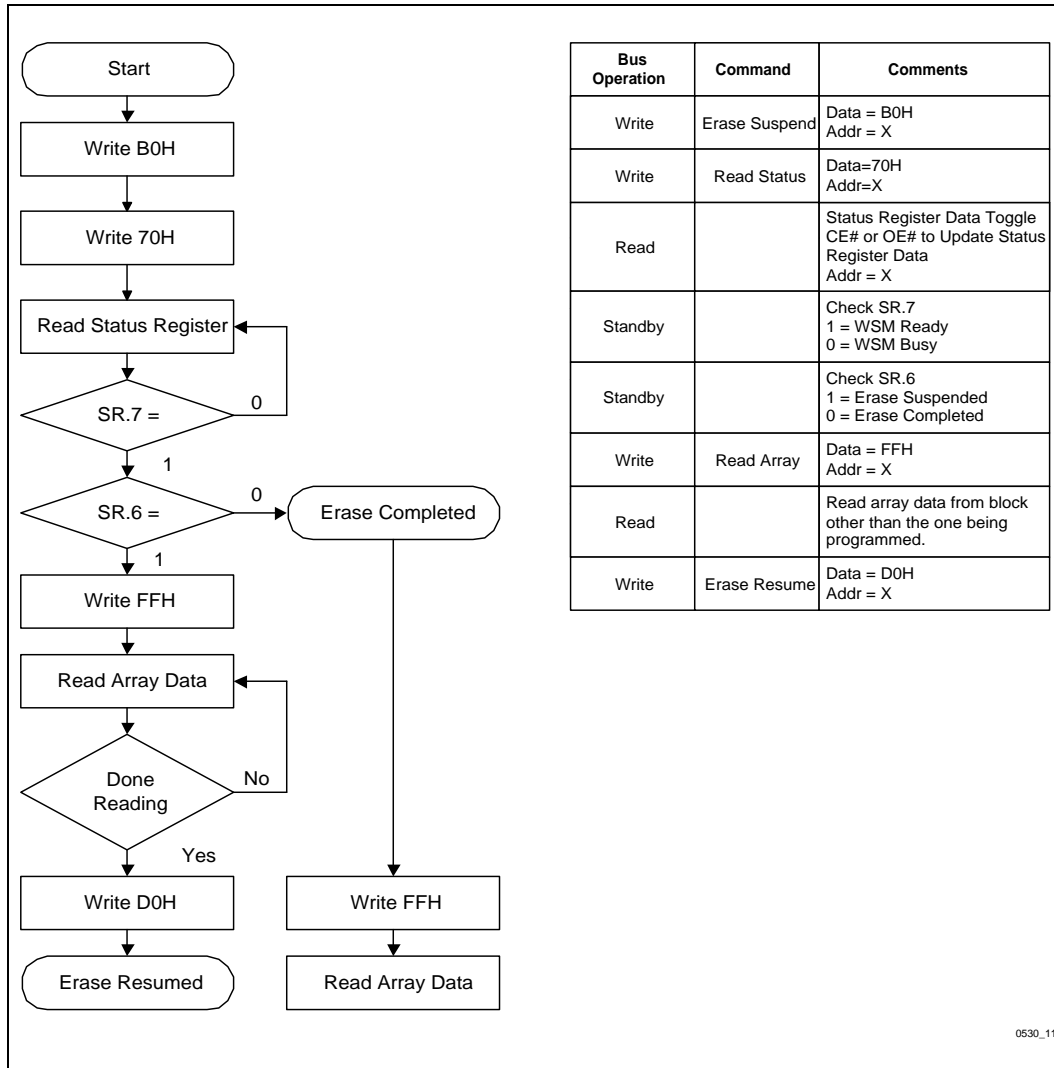 Start
Write B0H
Write 70H
Read Status Register
SR.7 =
0
1
SR.6 =
0
Erase Completed
1
Write FFH
Read Array Data
Done
Reading
No
Yes
Write D0H
Write FFH
Erase Resumed
Read Array Data
Bus
Operation
Command
Comments
Write
Erase Suspend
Data = B0H
Addr = X
Write
Read Status
Data=70H
Addr=X
Read
Status Register Data Toggle
CE# or OE# to Update Status
Register Data
Addr = X
Standby
Check SR.7
1 = WSM Ready
0 = WSM Busy
Standby
Check SR.6
1 = Erase Suspended
0 = Erase Completed
Write
Read Array
Data = FFH
Addr = X
Read
Read array data from block
other than the one being
programmed.
Write
Erase Resume
Data = D0H
Addr = X
0530_11